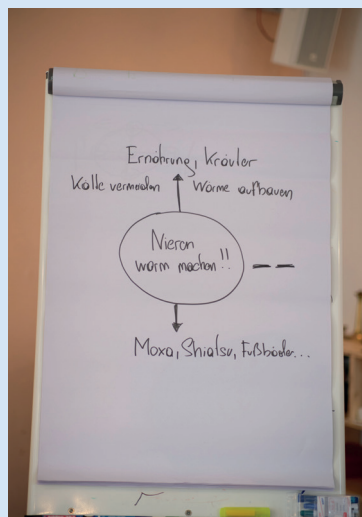 Ernährung, Kräuter
Kälte vermeiden Wärme aufbauen
Nieren
warm machen!!
Moxa, Shiatsu, Fußbäder...